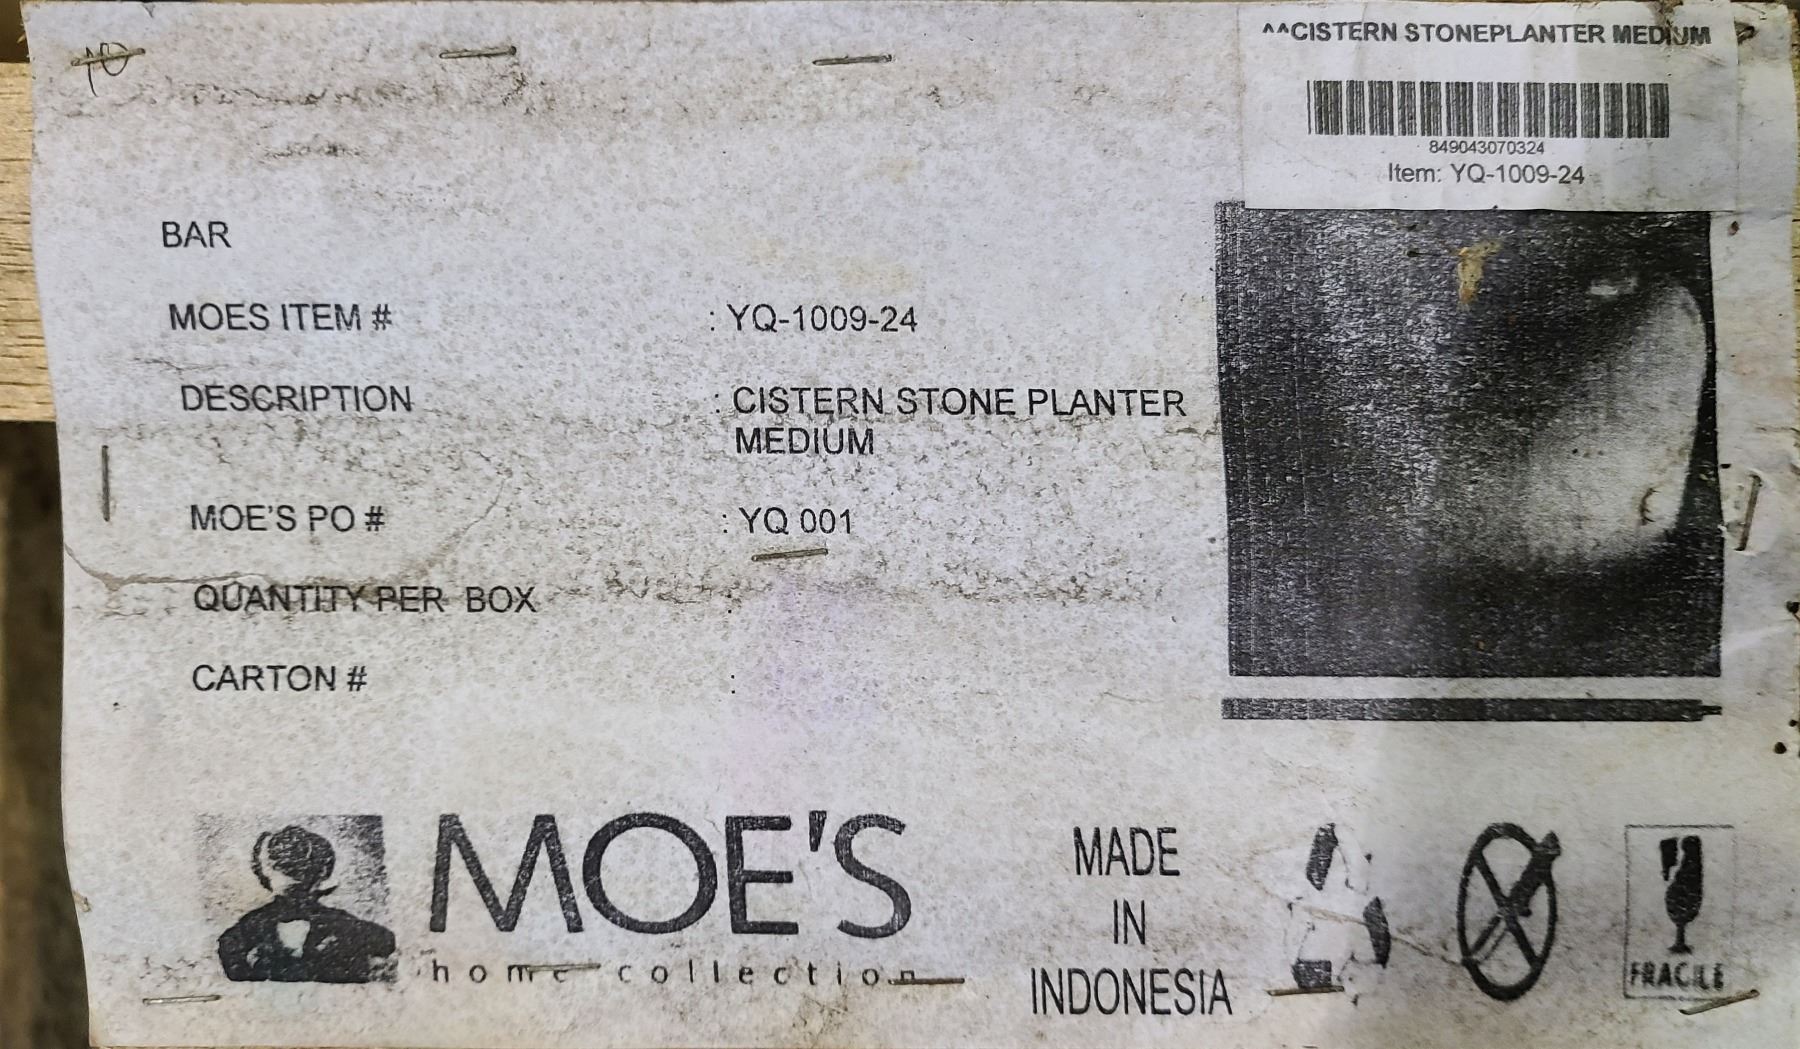 ^^CISTERN STONEPLANTER MEDIUM
849043070324
Item: YQ-1009-24
BAR
MOES ITEM # : YQ-1009-24
DESCRIPTION : CISTERN STONE PLANTER
MEDIUM
MOE'S PO # : YQ 001
QUANTITY PER BOX :
CARTON # :
MOE'S
home collection
MADE
IN
INDONESIA
FRAGILE